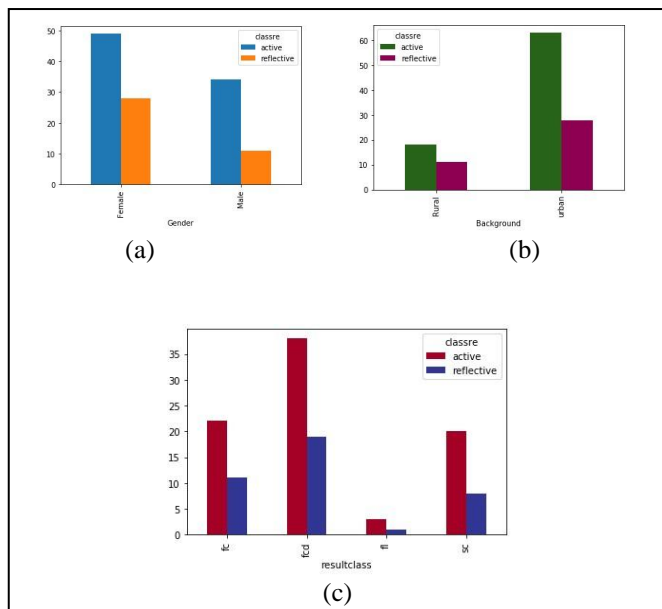 classre
active
reflective
50
40
30
20
10
0
Female
Male
Gender
(a)
classre
active
reflective
60
50
40
30
20
10
0
Rural
urban
Background
(b)
classre
active
reflective
35
30
25
20
15
10
5
0
fc
fcd
fl
sc
resultclass
(c)